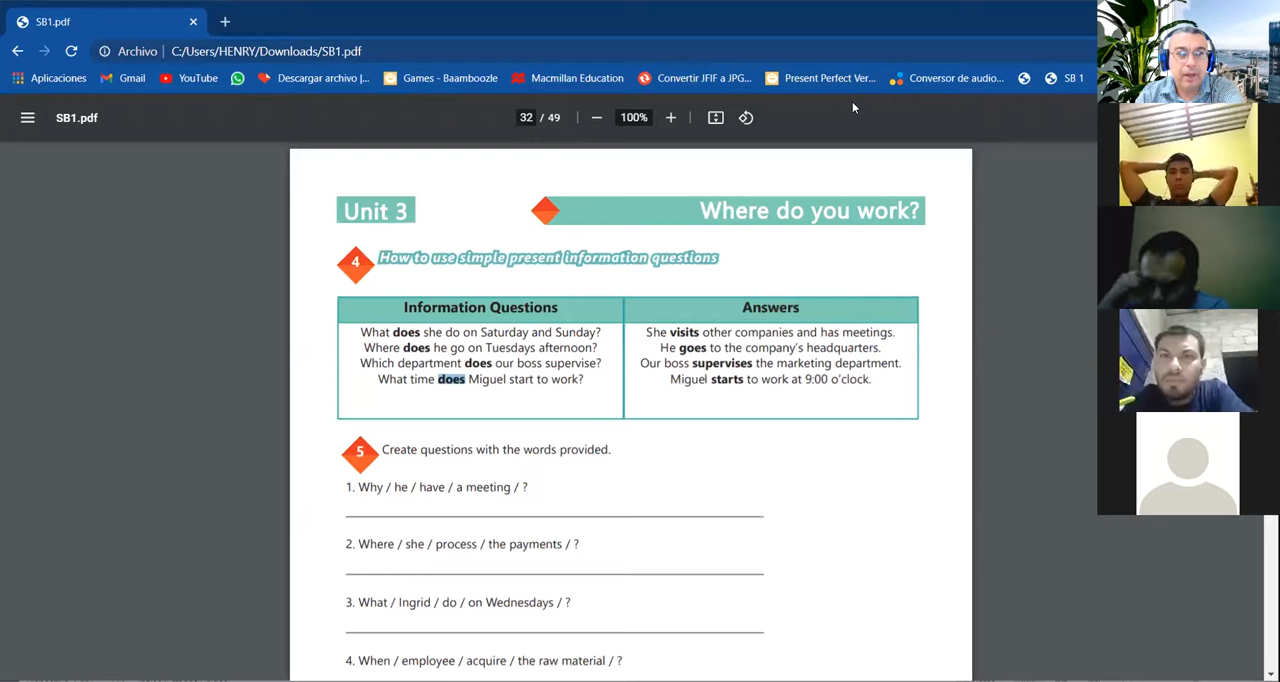 SB1.pdf
Archivo | C:/Users/HENRY/Downloads/SB1.pdf
Aplicaciones Gmail YouTube Descargar archivo |... Games - Baamboozle Macmillan Education Convertir JFIF a JPG... Present Perfect Ver... Conversor de audio... SB 1
SB1.pdf 32 / 49 100%
Unit 3 Where do you work?
4 How to use simple present information questions
Information Questions Answers
What does she do on Saturday and Sunday? She visits other companies and has meetings.
Where does he go on Tuesdays afternoon? He goes to the company's headquarters.
Which department does our boss supervise? Our boss supervises the marketing department.
What time does Miguel start to work? Miguel starts to work at 9:00 o'clock.
5 Create questions with the words provided.
1. Why / he / have / a meeting / ?
2. Where / she / process / the payments / ?
3. What / Ingrid / do / on Wednesdays / ?
4. When / employee / acquire / the raw material / ?